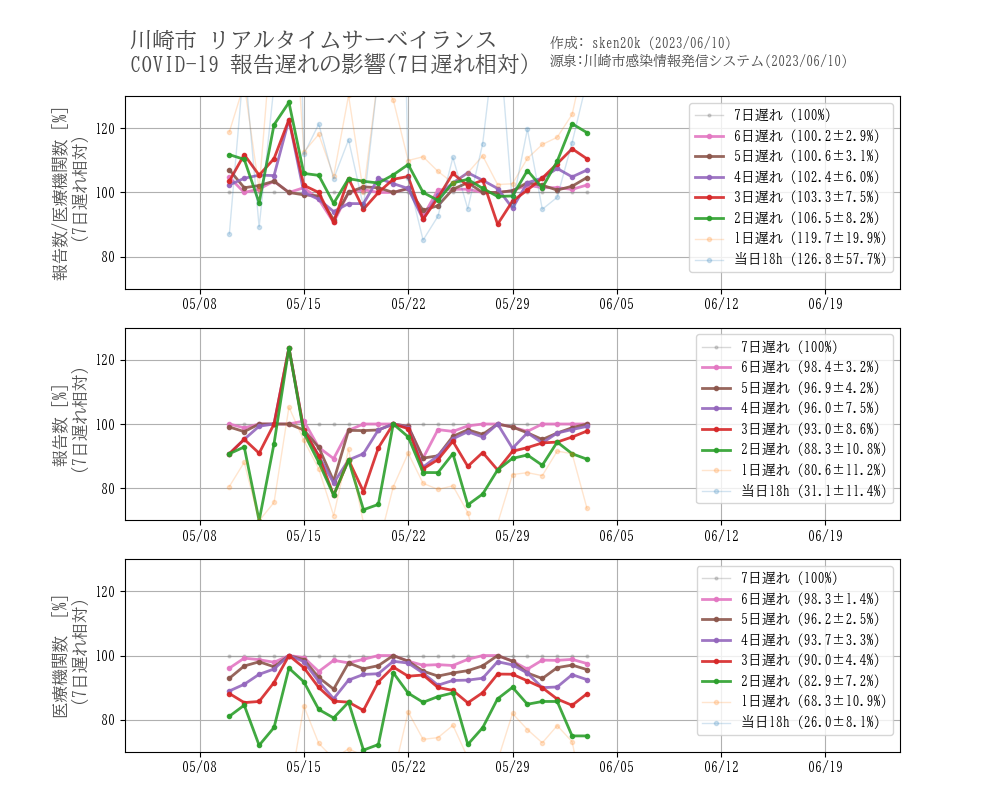 川崎市 リアルタイムサーベイランス
COVID-19 報告遅れの影響(7日遅れ相対)
作成: sken20k (2023/06/10)
源泉:川崎市感染情報発信システム(2023/06/10)
報告数/医療機関数 [%]
(7日遅れ相対)
120
100
80
7日遅れ (100%)
6日遅れ (100.2±2.9%)
5日遅れ (100.6±3.1%)
4日遅れ (102.4±6.0%)
3日遅れ (103.3±7.5%)
2日遅れ (106.5±8.2%)
1日遅れ (119.7±19.9%)
当日18h (126.8±57.7%)
05/08 05/15 05/22 05/29 06/05 06/12 06/19
報告数 [%]
(7日遅れ相対)
120
100
80
7日遅れ (100%)
6日遅れ (98.4±3.2%)
5日遅れ (96.9±4.2%)
4日遅れ (96.0±7.5%)
3日遅れ (93.0±8.6%)
2日遅れ (88.3±10.8%)
1日遅れ (80.6±11.2%)
当日18h (31.1±11.4%)
05/08 05/15 05/22 05/29 06/05 06/12 06/19
医療機関数 [%]
(7日遅れ相対)
120
100
80
7日遅れ (100%)
6日遅れ (98.3±1.4%)
5日遅れ (96.2±2.5%)
4日遅れ (93.7±3.3%)
3日遅れ (90.0±4.4%)
2日遅れ (82.9±7.2%)
1日遅れ (68.3±10.9%)
当日18h (26.0±8.1%)
05/08 05/15 05/22 05/29 06/05 06/12 06/19